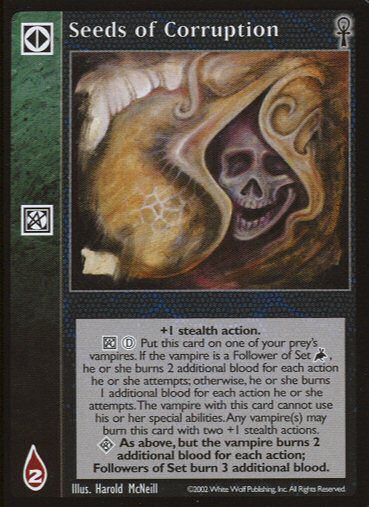 Seeds of Corruption
+1 stealth action.
D Put this card on one of your prey's
vampires. If the vampire is a Follower of Set ,
he or she burns 2 additional blood for each action
he or she attempts; otherwise, he or she burns
1 additional blood for each action he or she
attempts. The vampire with this card cannot use
his or her special abilities. Any vampire(s) may
burn this card with two +1 stealth actions.
As above, but the vampire burns 2
additional blood for each action;
Followers of Set burn 3 additional blood.
2
Illus. Harold McNeill
©2002 White Wolf Publishing, Inc. All Rights Reserved.